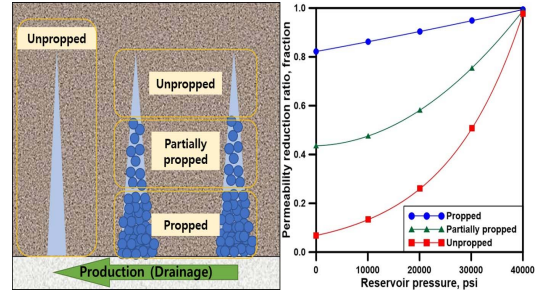 Unpropped
Unpropped
Partially
propped
Propped
Production (Drainage)
Permeability reduction ratio, fraction
1.0
0.8
0.6
0.4
0.2
0.0
Propped
Partially propped
Unpropped
0 10000 20000 30000 40000
Reservoir pressure, psi